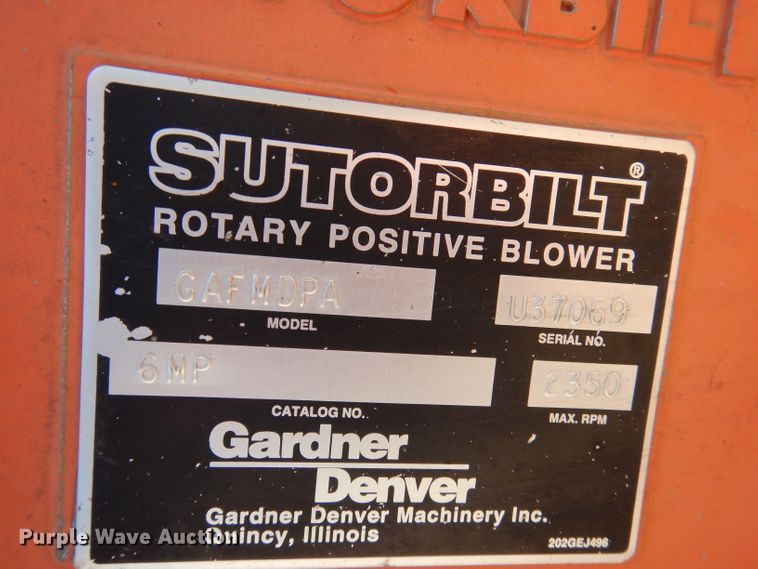 SUTORBILT®
ROTARY POSITIVE BLOWER
GAFMDPA
MODEL
U37069
SERIAL NO.
6MP
CATALOG NO.
2350
MAX. RPM
Gardner
Denver
Gardner Denver Machinery Inc.
Illinois
202GEJ496
Purple Wave Auction